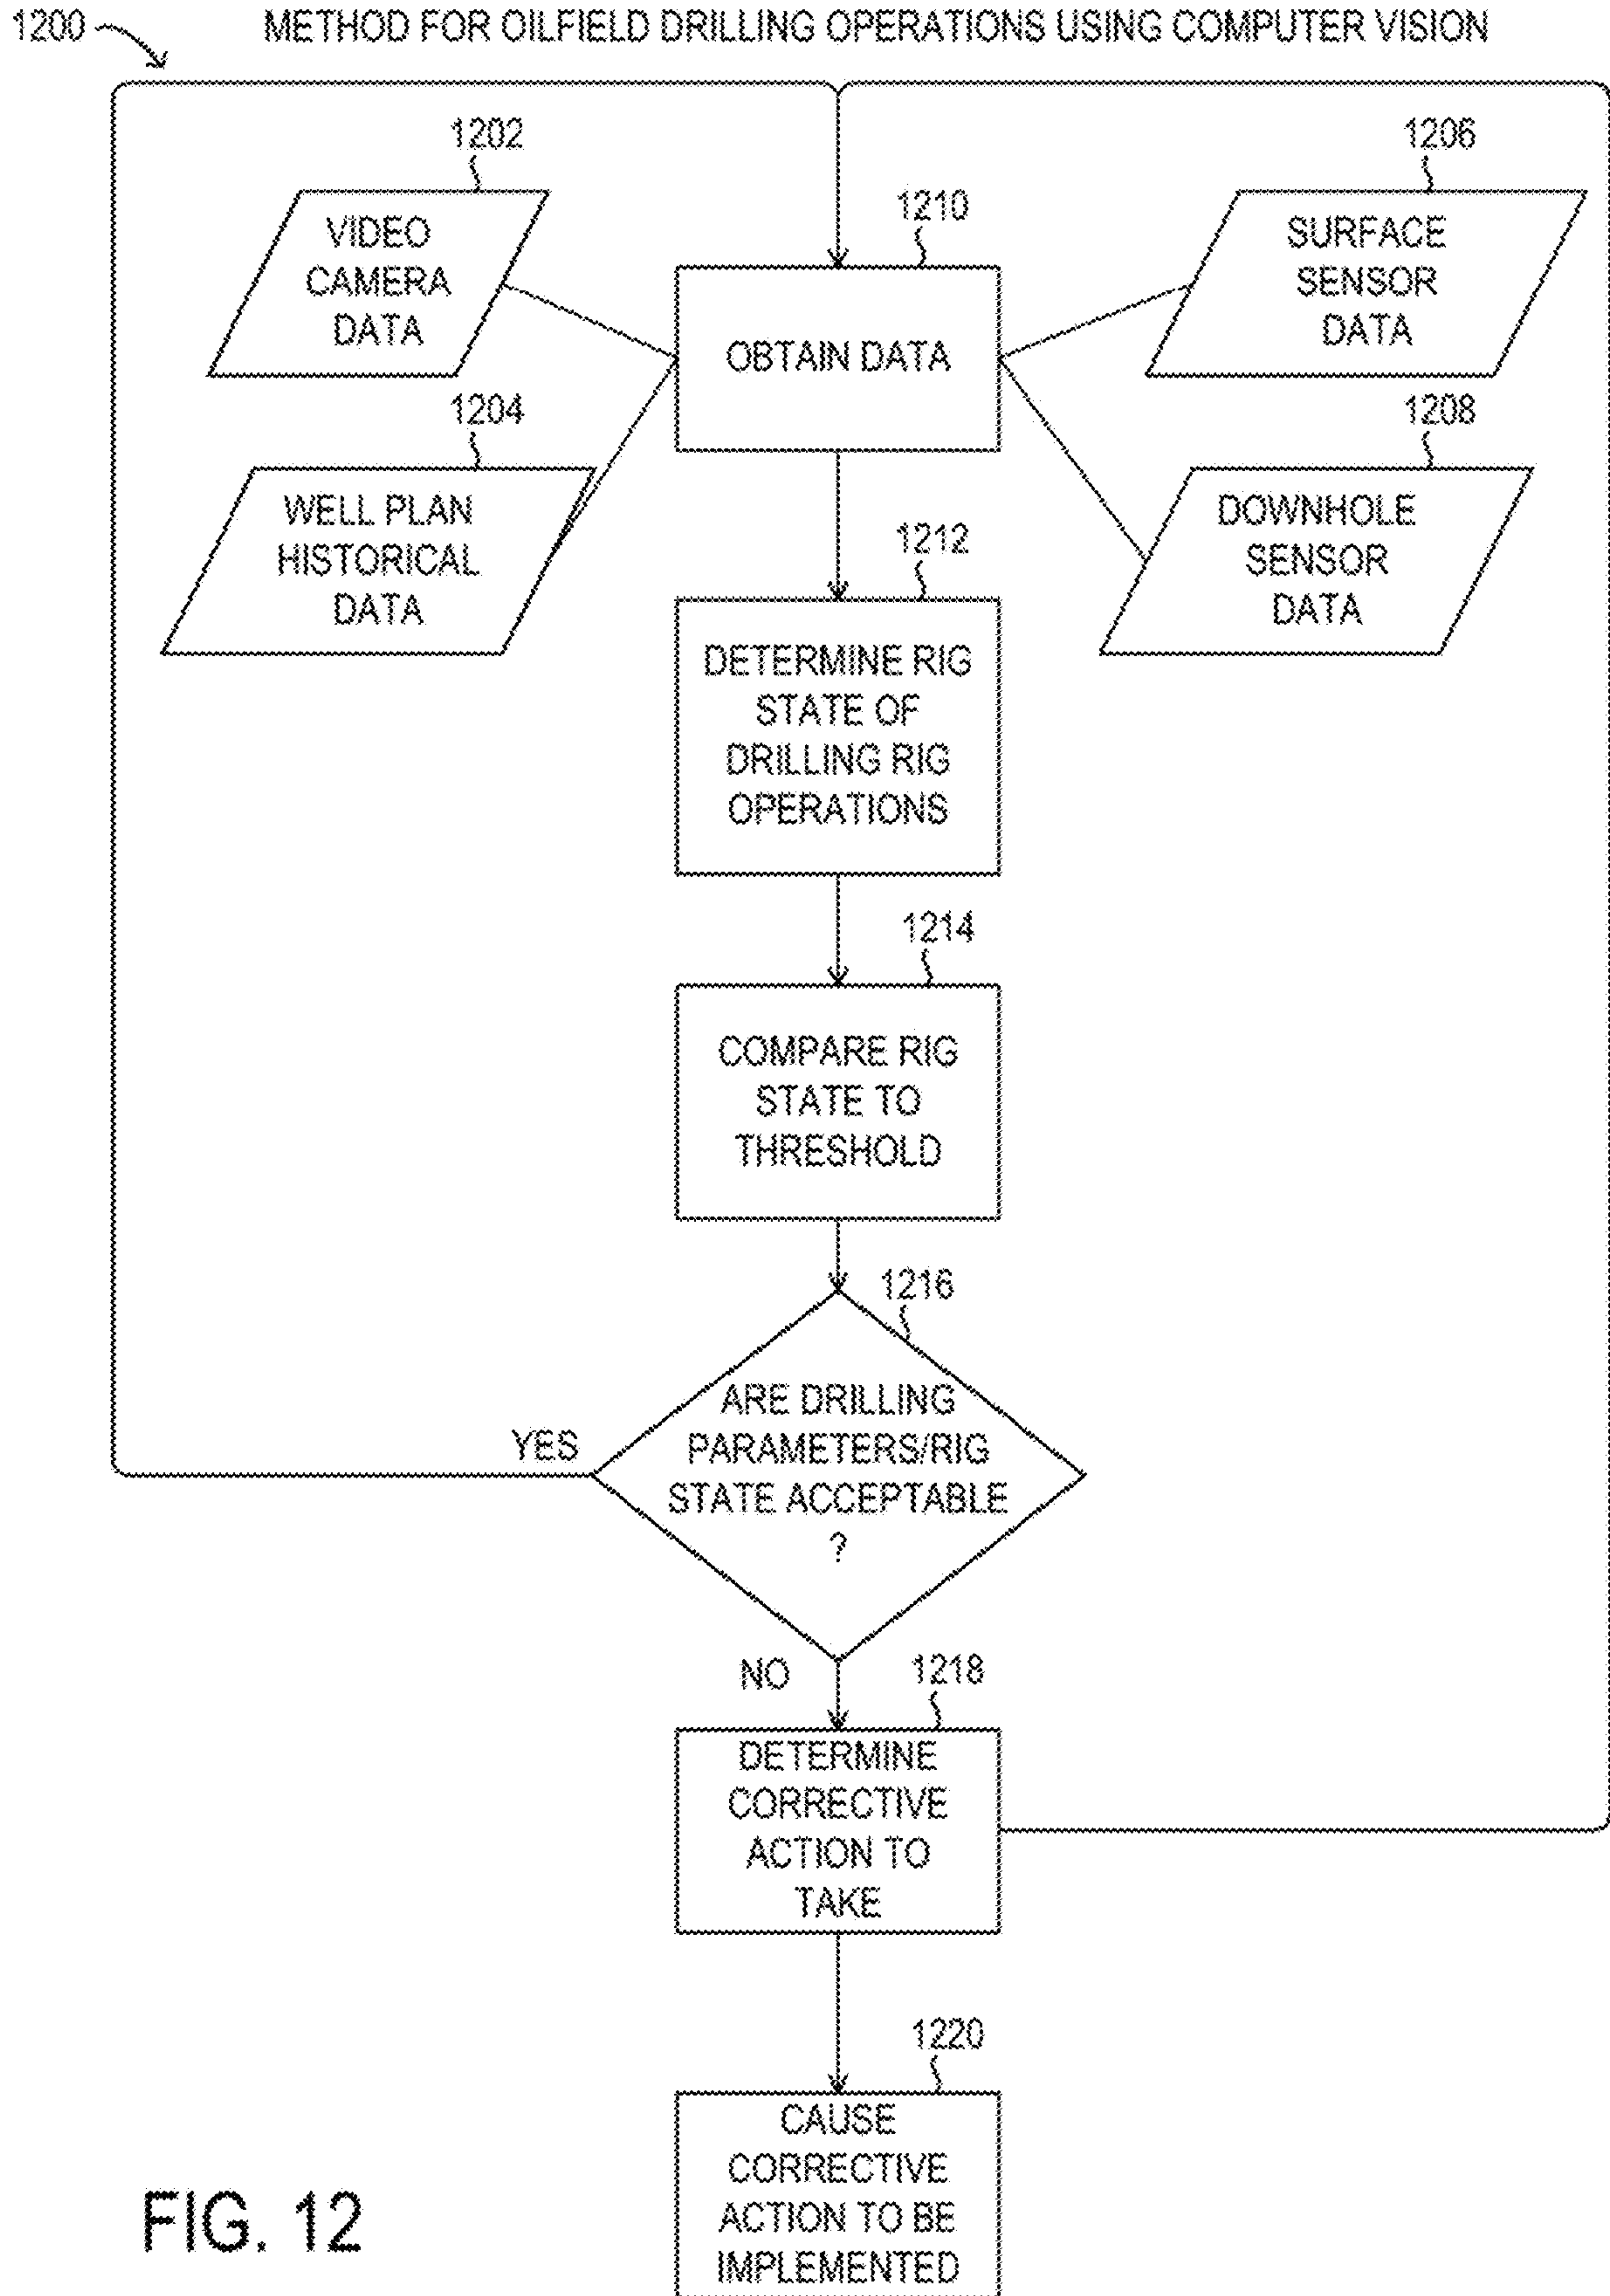 1200
METHOD FOR OILFIELD DRILLING OPERATIONS USING COMPUTER VISION
1202
VIDEO
CAMERA
DATA
1206
SURFACE
SENSOR
DATA
1210
OBTAIN DATA
1204
WELL PLAN
HISTORICAL
DATA
1208
DOWNHOLE
SENSOR
DATA
1212
DETERMINE RIG
STATE OF
DRILLING RIG
OPERATIONS
1214
COMPARE RIG
STATE TO
THRESHOLD
1216
ARE DRILLING
PARAMETERS/RIG
STATE ACCEPTABLE
?
YES
NO
1218
DETERMINE
CORRECTIVE
ACTION TO
TAKE
1220
CAUSE
CORRECTIVE
ACTION TO BE
IMPLEMENTED
FIG. 12